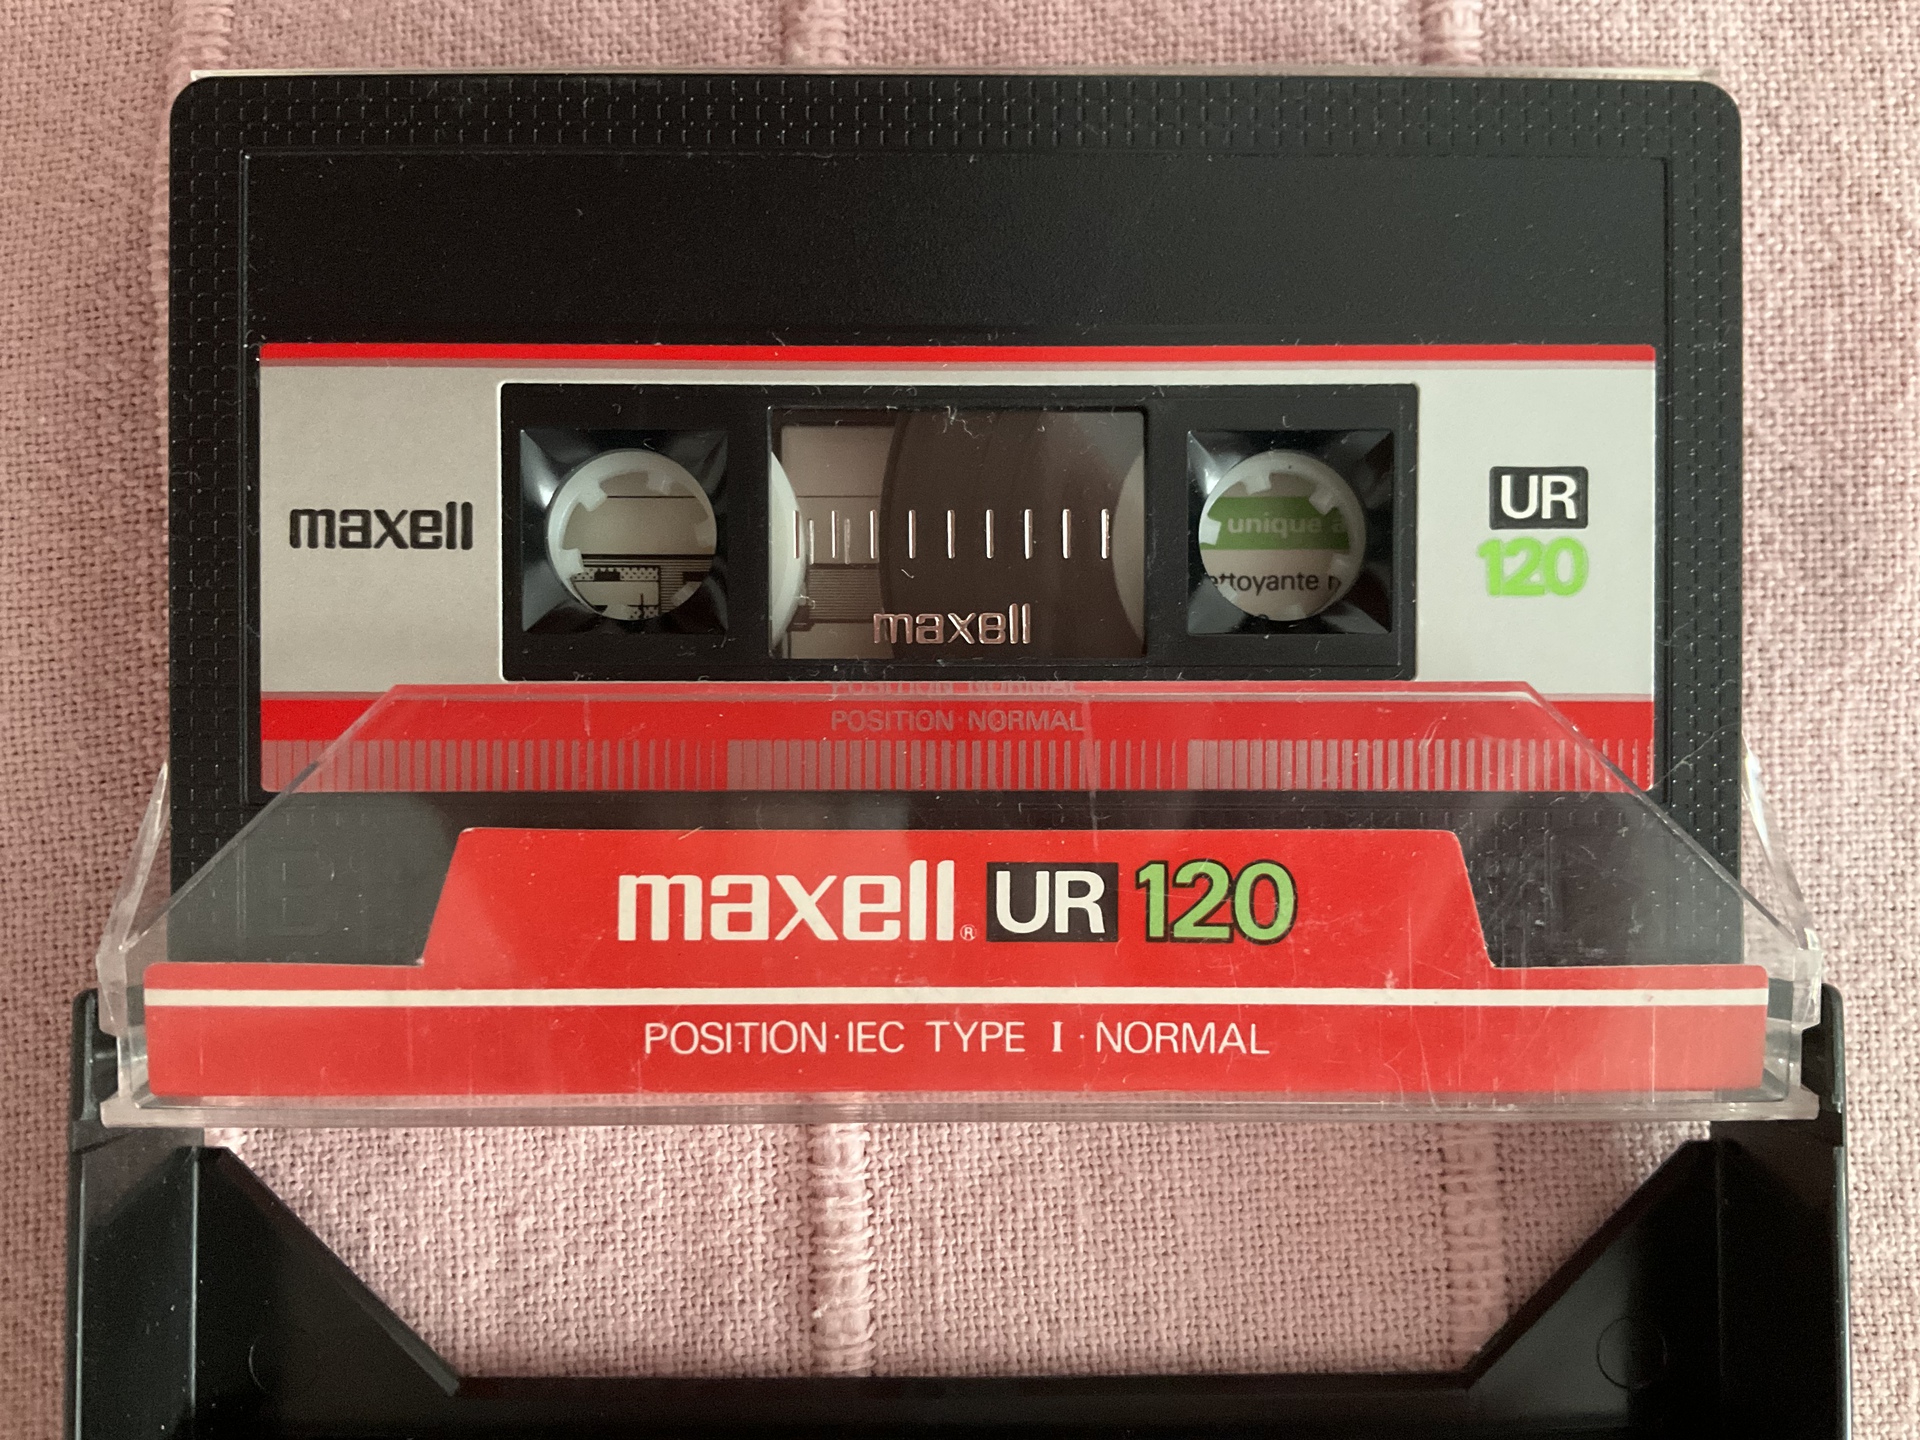 maxell
UR
120
unique à
ettoyante
maxell
POSITION·NORMAL
maxell® UR 120
POSITION·IEC TYPE I·NORMAL